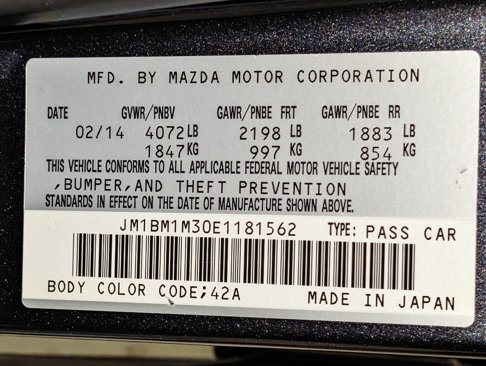 MFD. BY MAZDA MOTOR CORPORATION
DATE GVWR/PNBV GAWR/PNBE FRT GAWR/PNBE RR
02/14 4072LB 2198 LB 1883 LB
1847KG 997 KG 854 KG
THIS VEHICLE CONFORMS TO ALL APPLICABLE FEDERAL MOTOR VEHICLE SAFETY
,BUMPER,AND THEFT PREVENTION
STANDARDS IN EFFECT ON THE DATE OF MANUFACTURE SHOWN ABOVE.
JM1BM1M30E1181562 TYPE: PASS CAR
BODY COLOR CODE;42A MADE IN JAPAN